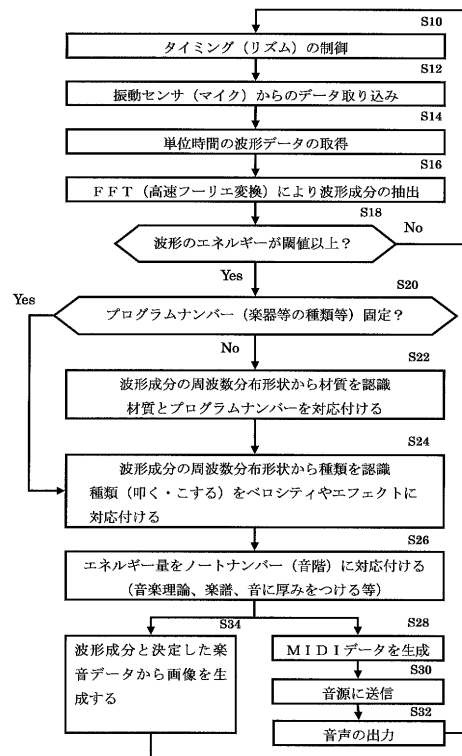 S10
タイミング（リズム）の制御
S12
振動センサ（マイク）からのデータ取り込み
S14
単位時間の波形データの取得
S16
ＦＦＴ（高速フーリエ変換）により波形成分の抽出
S18
波形のエネルギーが閾値以上？
No
Yes
S20
プログラムナンバー（楽器等の種類等）固定？
Yes
No
S22
波形成分の周波数分布形状から材質を認識
材質とプログラムナンバーを対応付ける
S24
波形成分の周波数分布形状から種類を認識
種類（叩く・こする）をベロシティやエフェクトに
対応付ける
S26
エネルギー量をノートナンバー（音階）に対応付ける
（音楽理論、楽譜、音に厚みをつける等）
S34
波形成分と決定した楽
音データから画像を生
成する
S28
ＭＩＤＩデータを生成
S30
音源に送信
S32
音声の出力